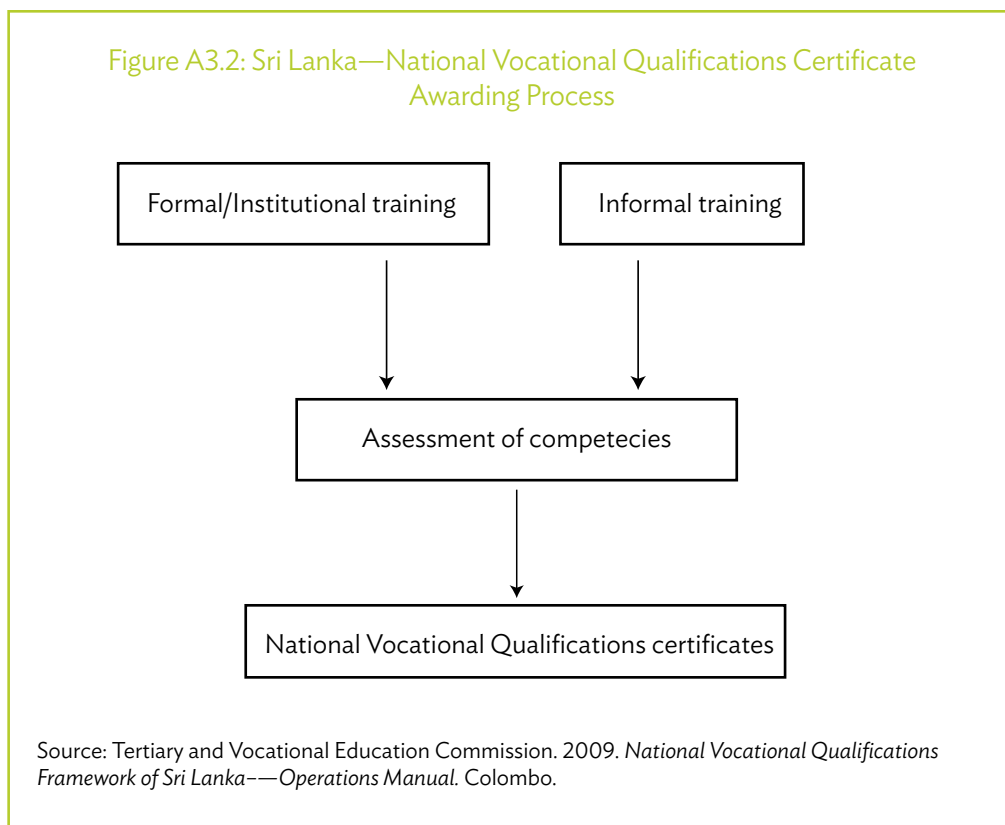 Figure A3.2: Sri Lanka—National Vocational Qualifications Certificate
Awarding Process
Formal/Institutional training
Informal training
Assessment of competecies
National Vocational Qualifications certificates
Source: Tertiary and Vocational Education Commission. 2009. National Vocational Qualifications
Framework of Sri Lanka-—Operations Manual. Colombo.